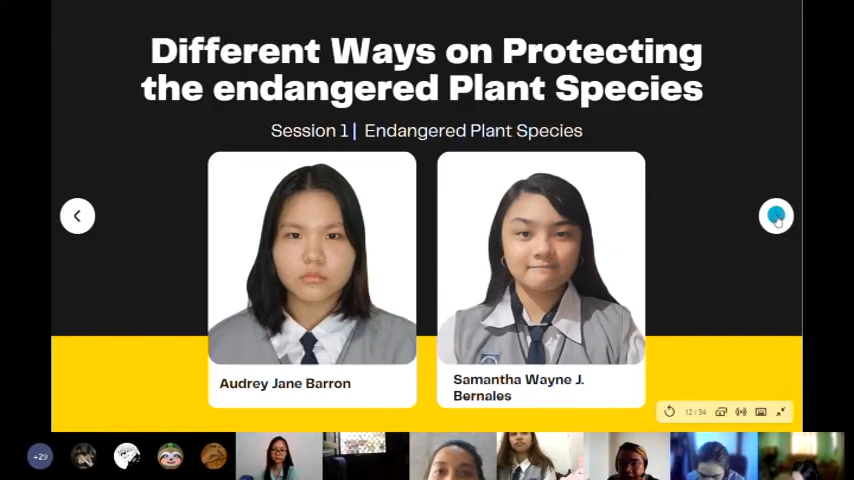 Different Ways on Protecting
the endangered Plant Species
Session 1 | Endangered Plant Species
Audrey Jane Barron
Samantha Wayne J.
Bernales
12 / 34
+29